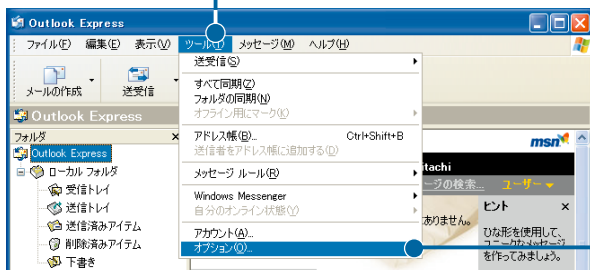 Outlook Express
ファイル(F) 編集(E) 表示(V) ツール(T) メッセージ(M) ヘルプ(H)
メールの作成 送受信
Outlook Express
フォルダ ×
Outlook Express
ローカル フォルダ
受信トレイ
送信トレイ
送信済みアイテム
削除済みアイテム
下書き
送受信(S)
すべて同期(Z)
フォルダの同期(N)
オフライン用にマーク(K)
アドレス帳(B)... Ctrl+Shift+B
送信者をアドレス帳に追加する(D)
メッセージ ルール(R)
Windows Messenger
自分のオンライン状態(Y)
アカウント(A)...
オプション(O)...
msn
itachi
ージの検索... ユーザー
ありません。
ヒント ×
ひな形を使用して、
ユニークなメッセージ
を作ってみましょう。